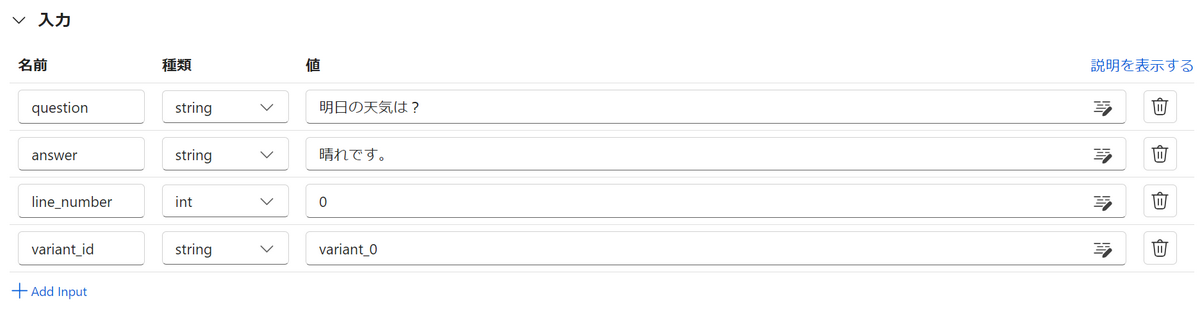 入力
名前 種類 値 説明を表示する
question string 明日の天気は？
answer string 晴れです。
line_number int 0
variant_id string variant_0
Add Input